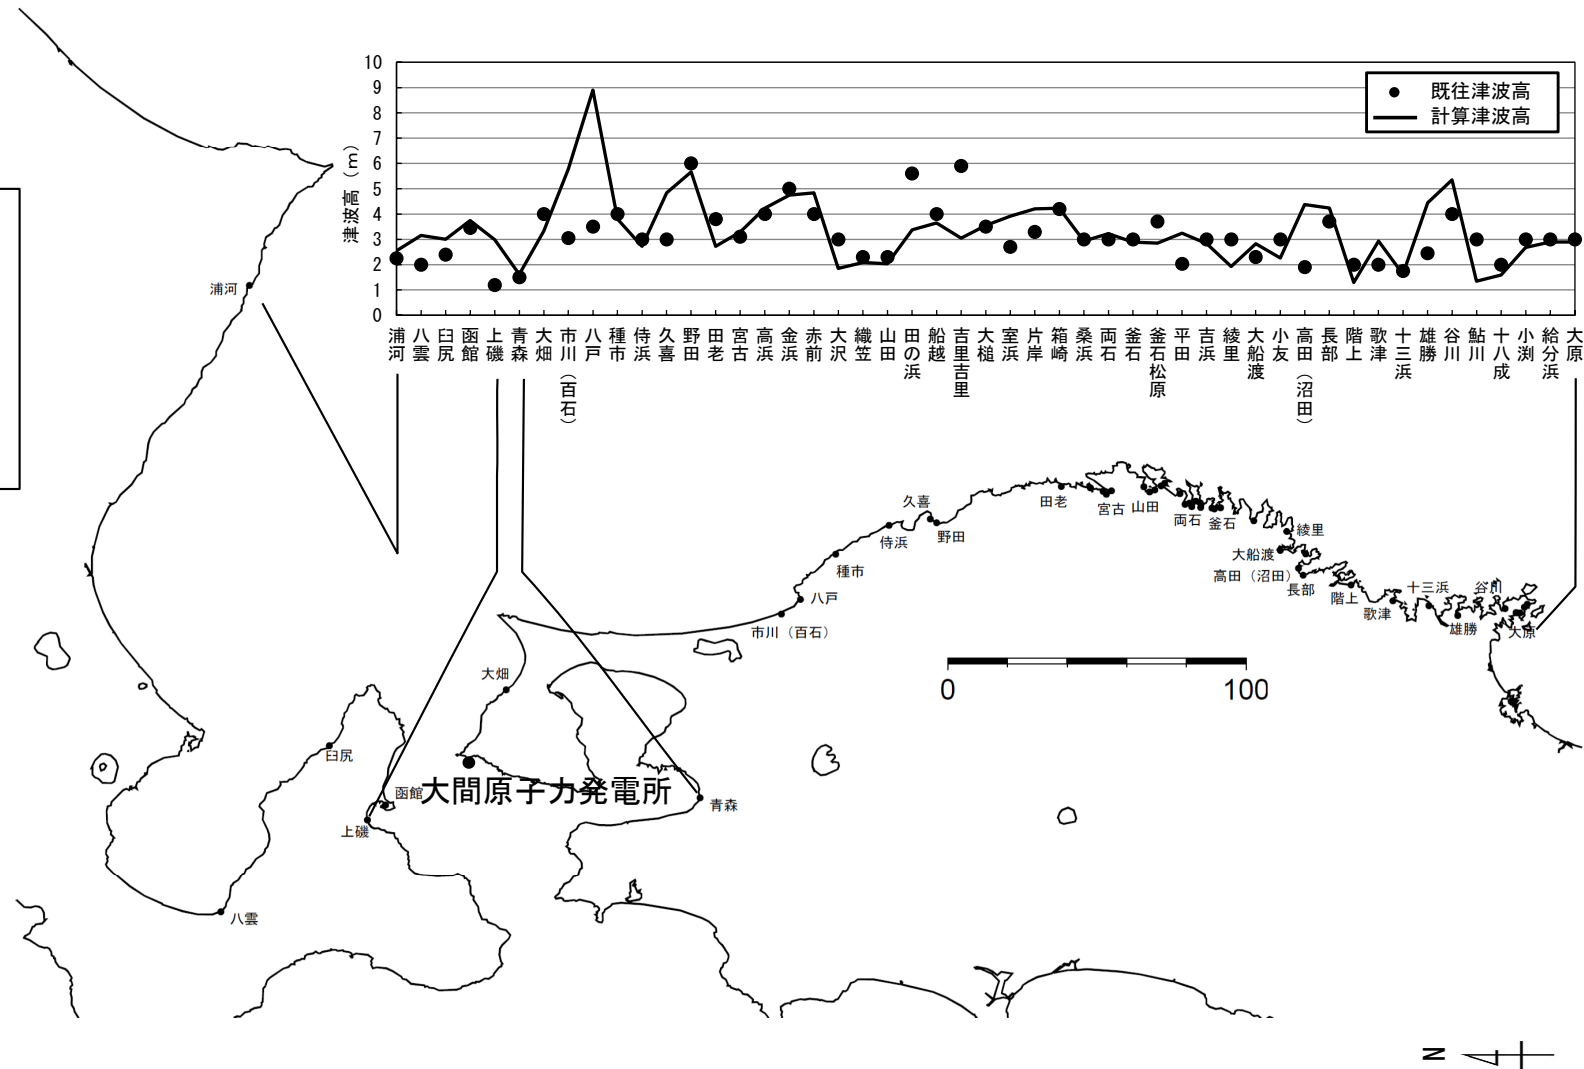 10
9
8
7
6
5
4
3
2
1
0
津波高（m）
既往津波高
計算津波高
浦河
八雲
臼尻
函館
上磯
青森
大畑
市川（百石）
八戸
種市
侍浜
久喜
野田
田老
宮古
高浜
金浜
赤前
大沢
織笠
山田
田の浜
船越
吉里吉里
大槌
室浜
片岸
箱崎
桑浜
両石
釜石
釜石松原
平田
吉浜
綾里
大船渡
小友
高田（沼田）
長部
階上
歌津
十三浜
雄勝
谷川
鮎川
十八成
小渕
給分浜
大原
浦河
久喜
田老
宮古
山田
両石
釜石
綾里
侍浜
野田
大船渡
種市
高田（沼田）
長部
階上
十三浜
谷川
八戸
歌津
雄勝
大原
市川（百石）
大畑
0
100
臼尻
函館
大間原子力発電所
青森
上磯
八雲
N